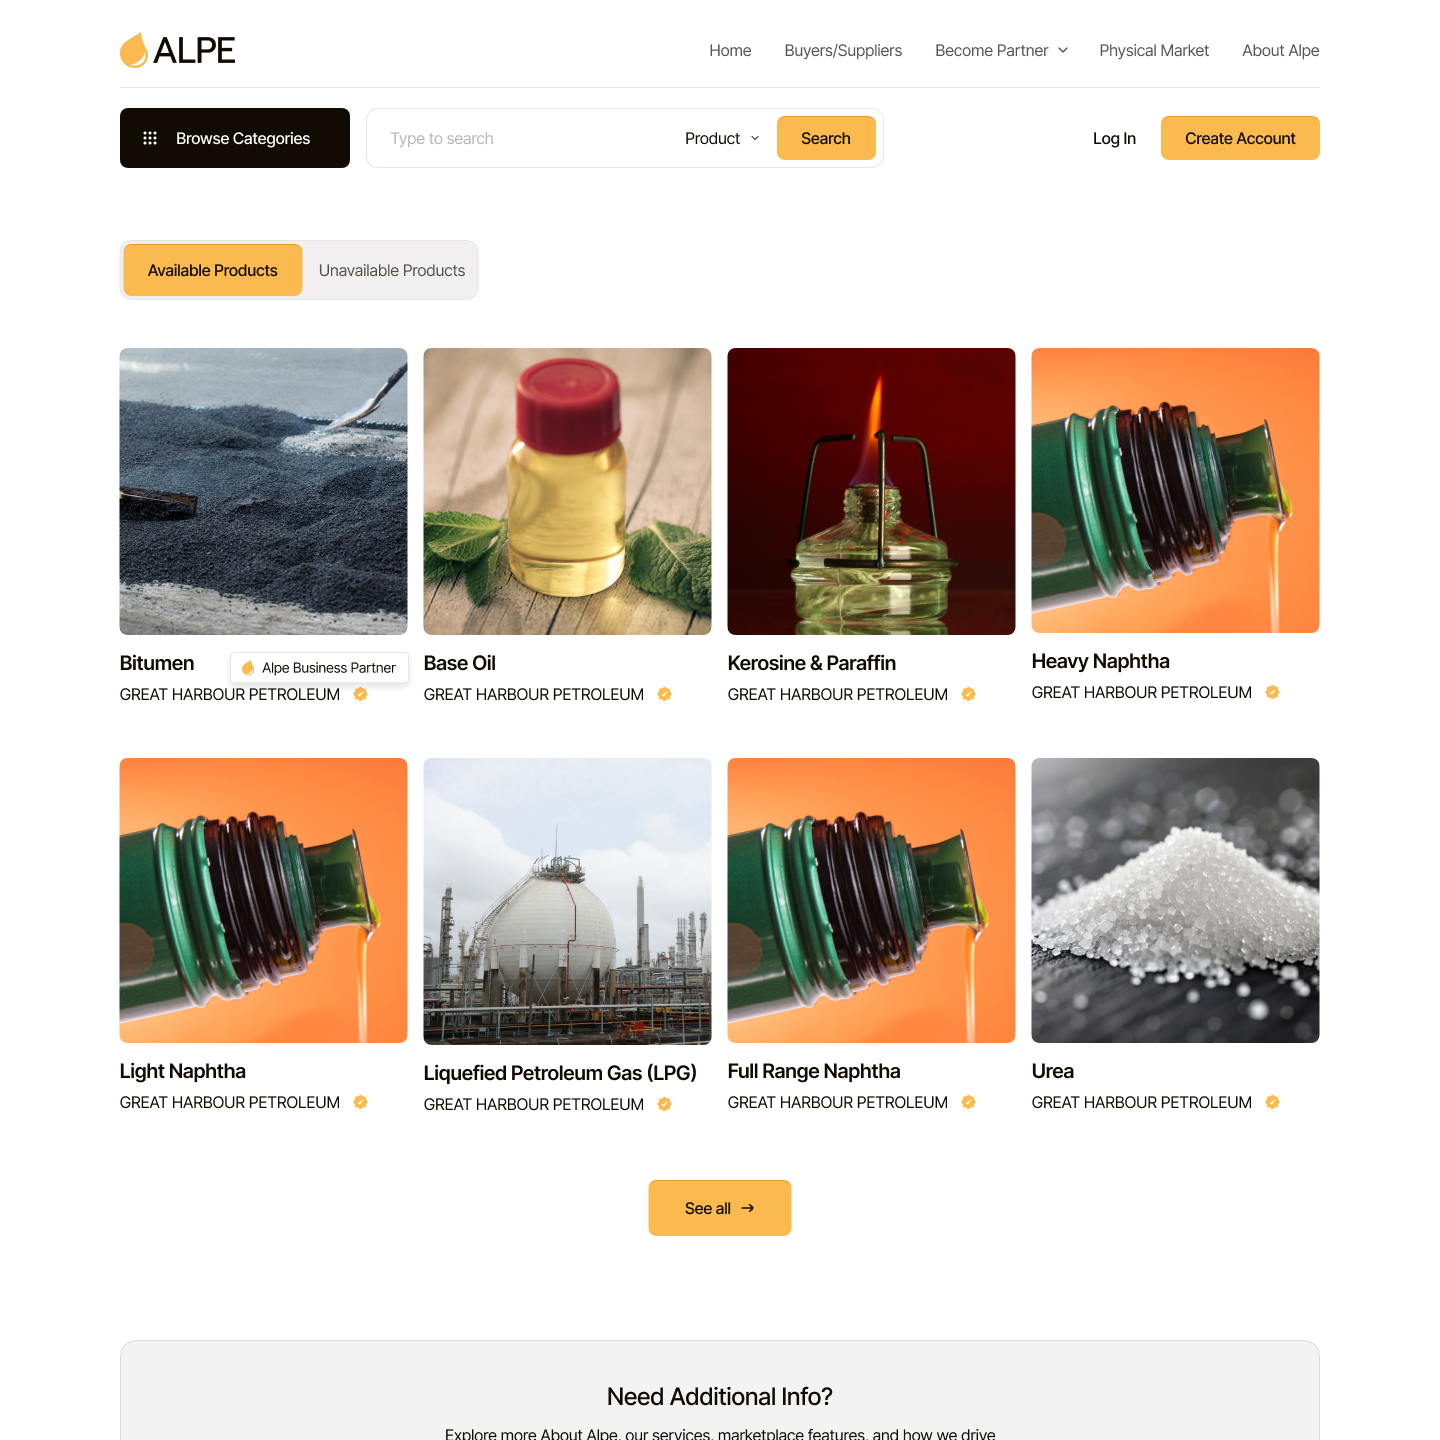 ALPE
Home Buyers/Suppliers Become Partner Physical Market About Alpe
Browse Categories Type to search Product Search Log In Create Account
Available Products Unavailable Products
Bitumen Alpe Business Partner Base Oil Kerosine & Paraffin Heavy Naphtha
GREAT HARBOUR PETROLEUM GREAT HARBOUR PETROLEUM GREAT HARBOUR PETROLEUM GREAT HARBOUR PETROLEUM
Light Naphtha Liquefied Petroleum Gas (LPG) Full Range Naphtha Urea
GREAT HARBOUR PETROLEUM GREAT HARBOUR PETROLEUM GREAT HARBOUR PETROLEUM GREAT HARBOUR PETROLEUM
See all
Need Additional Info?
Explore more About Alpe, our services, marketplace features, and how we drive